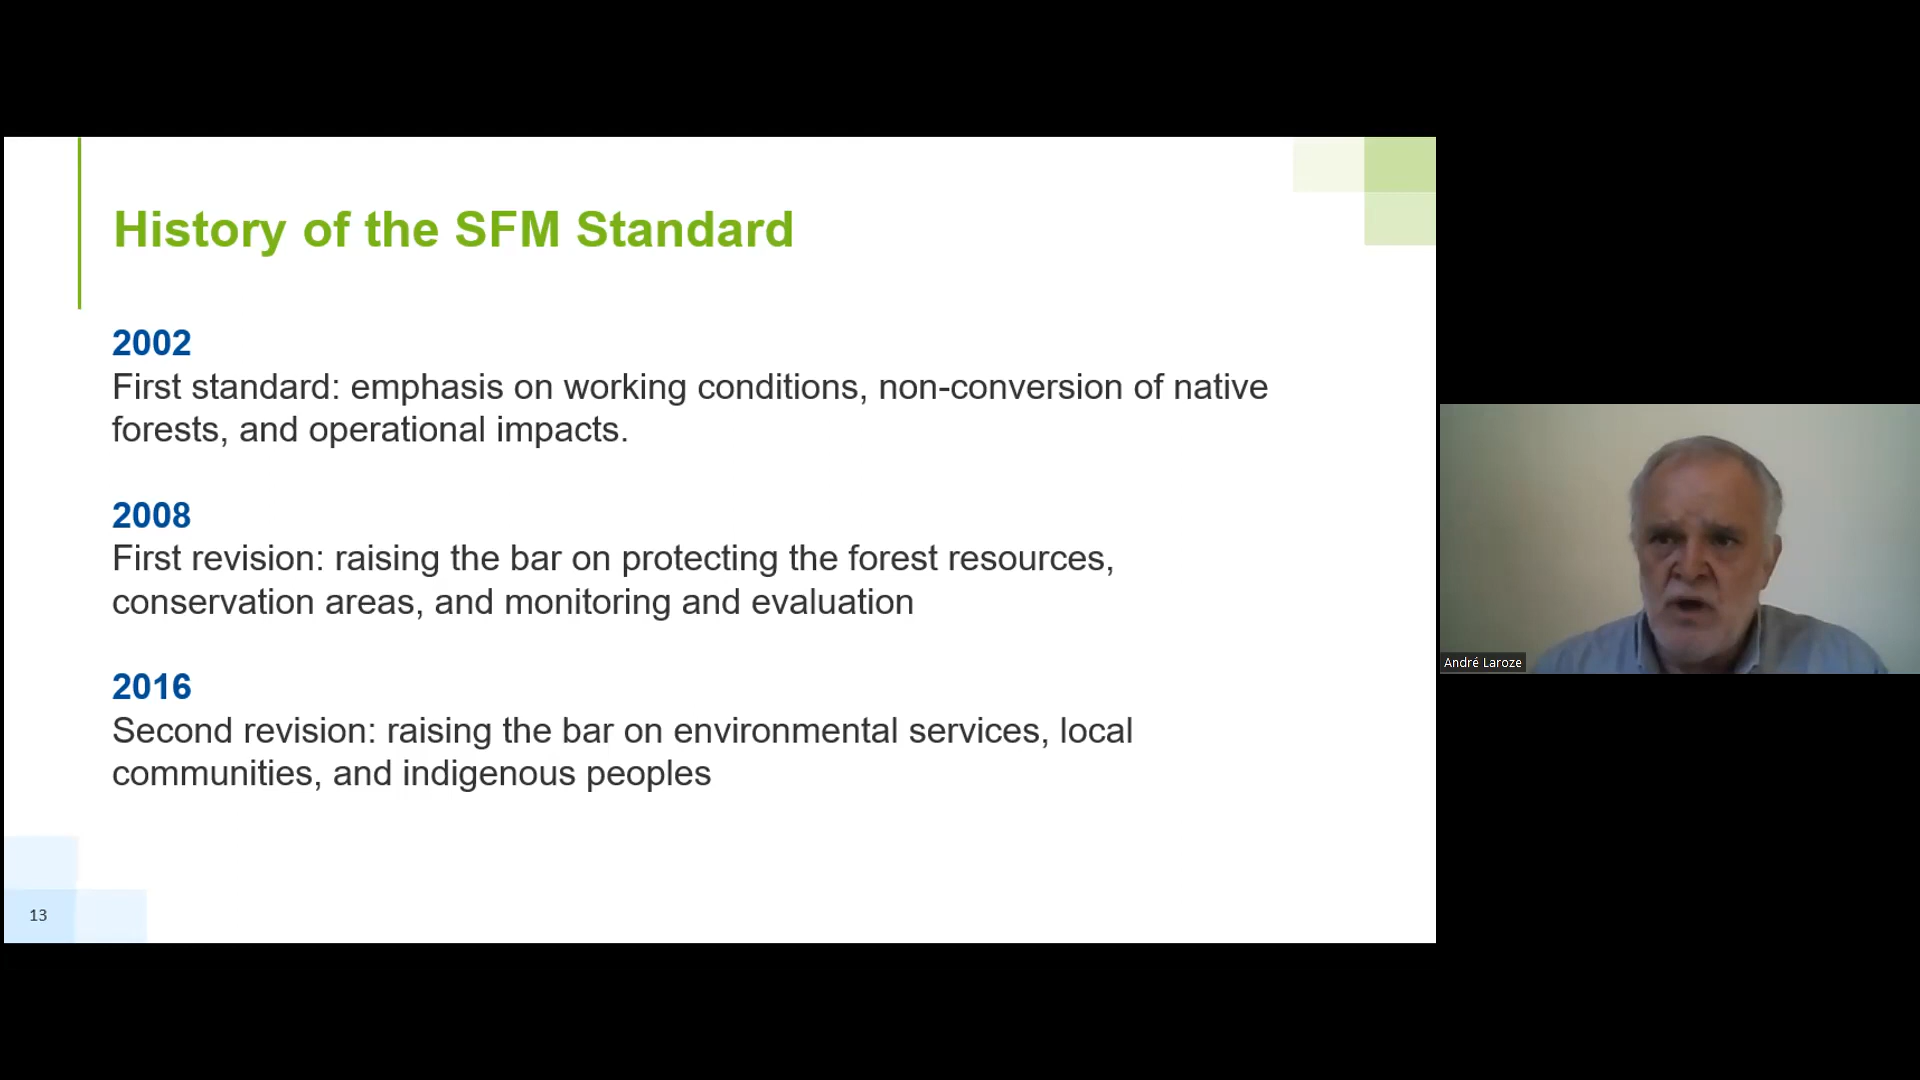 History of the SFM Standard
2002
First standard: emphasis on working conditions, non-conversion of native
forests, and operational impacts.
2008
First revision: raising the bar on protecting the forest resources,
conservation areas, and monitoring and evaluation
2016
Second revision: raising the bar on environmental services, local
communities, and indigenous peoples
13
André Laroze